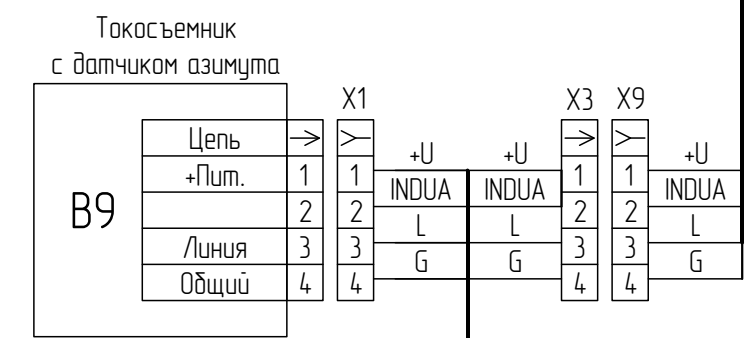 Токосъемник
с датчиком азимута
X1 X3 X9
Цепь +U +U +U
+Пит. 1 1 INDUA INDUA 1 1 INDUA
B9 2 2 L L 2 2 L
Линия 3 3 G G 3 3 G
Общий 4 4 4 4